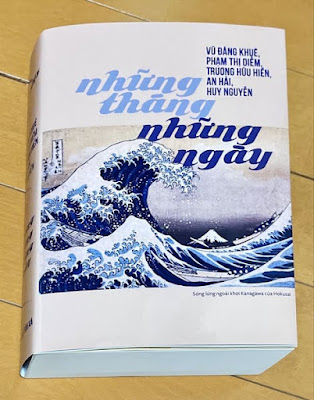 VŨ ĐĂNG KHUÊ,
PHẠM THỊ DIỄM,
TRƯƠNG HỮU HIỀN,
AN HẢI,
HUY NGUYÊN
những
tháng
những
ngày
Sóng lừng ngoài khơi Kanagawa của Hokusai